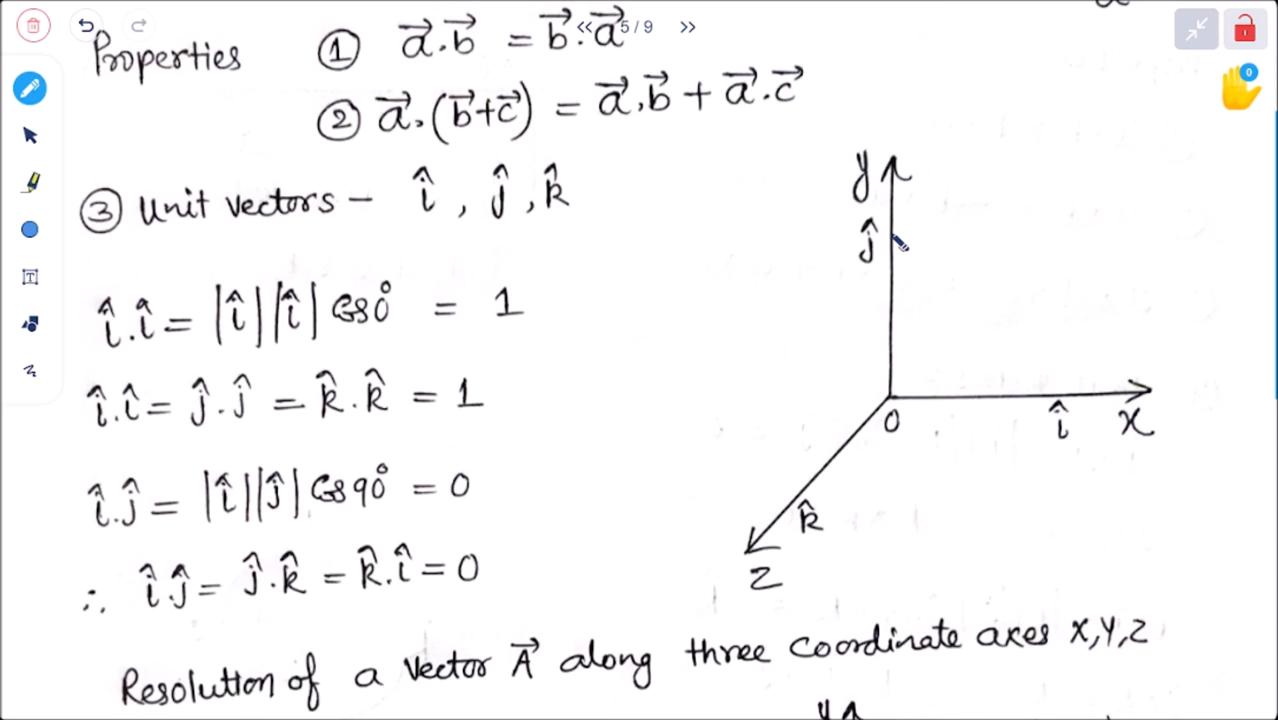 Properties ① a⃗.b⃗ = b⃗.a⃗
5/9
0
② a⃗.(b⃗+c⃗) = a⃗.b⃗ + a⃗.c⃗
③ Unit vectors – î , ĵ , k̂
î.î = |î||î| Cos0° = 1
î.î = ĵ.ĵ = k̂.k̂ = 1
î.ĵ = |î||ĵ| Cos90° = 0
∴ î.ĵ = ĵ.k̂ = k̂.î = 0
y
ĵ
O
î
x
k̂
Z
Resolution of a vector A⃗ along three coordinate axes X,Y,Z
y